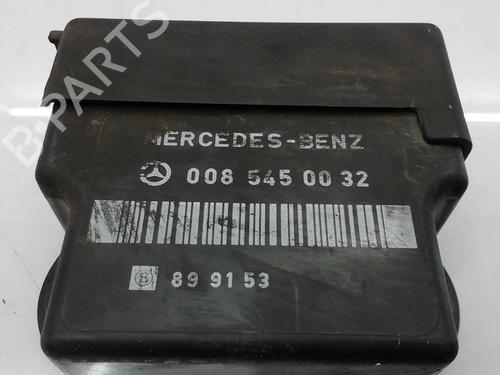 B-PARTS
MERCEDES-BENZ
008 545 00 32
89 91 53